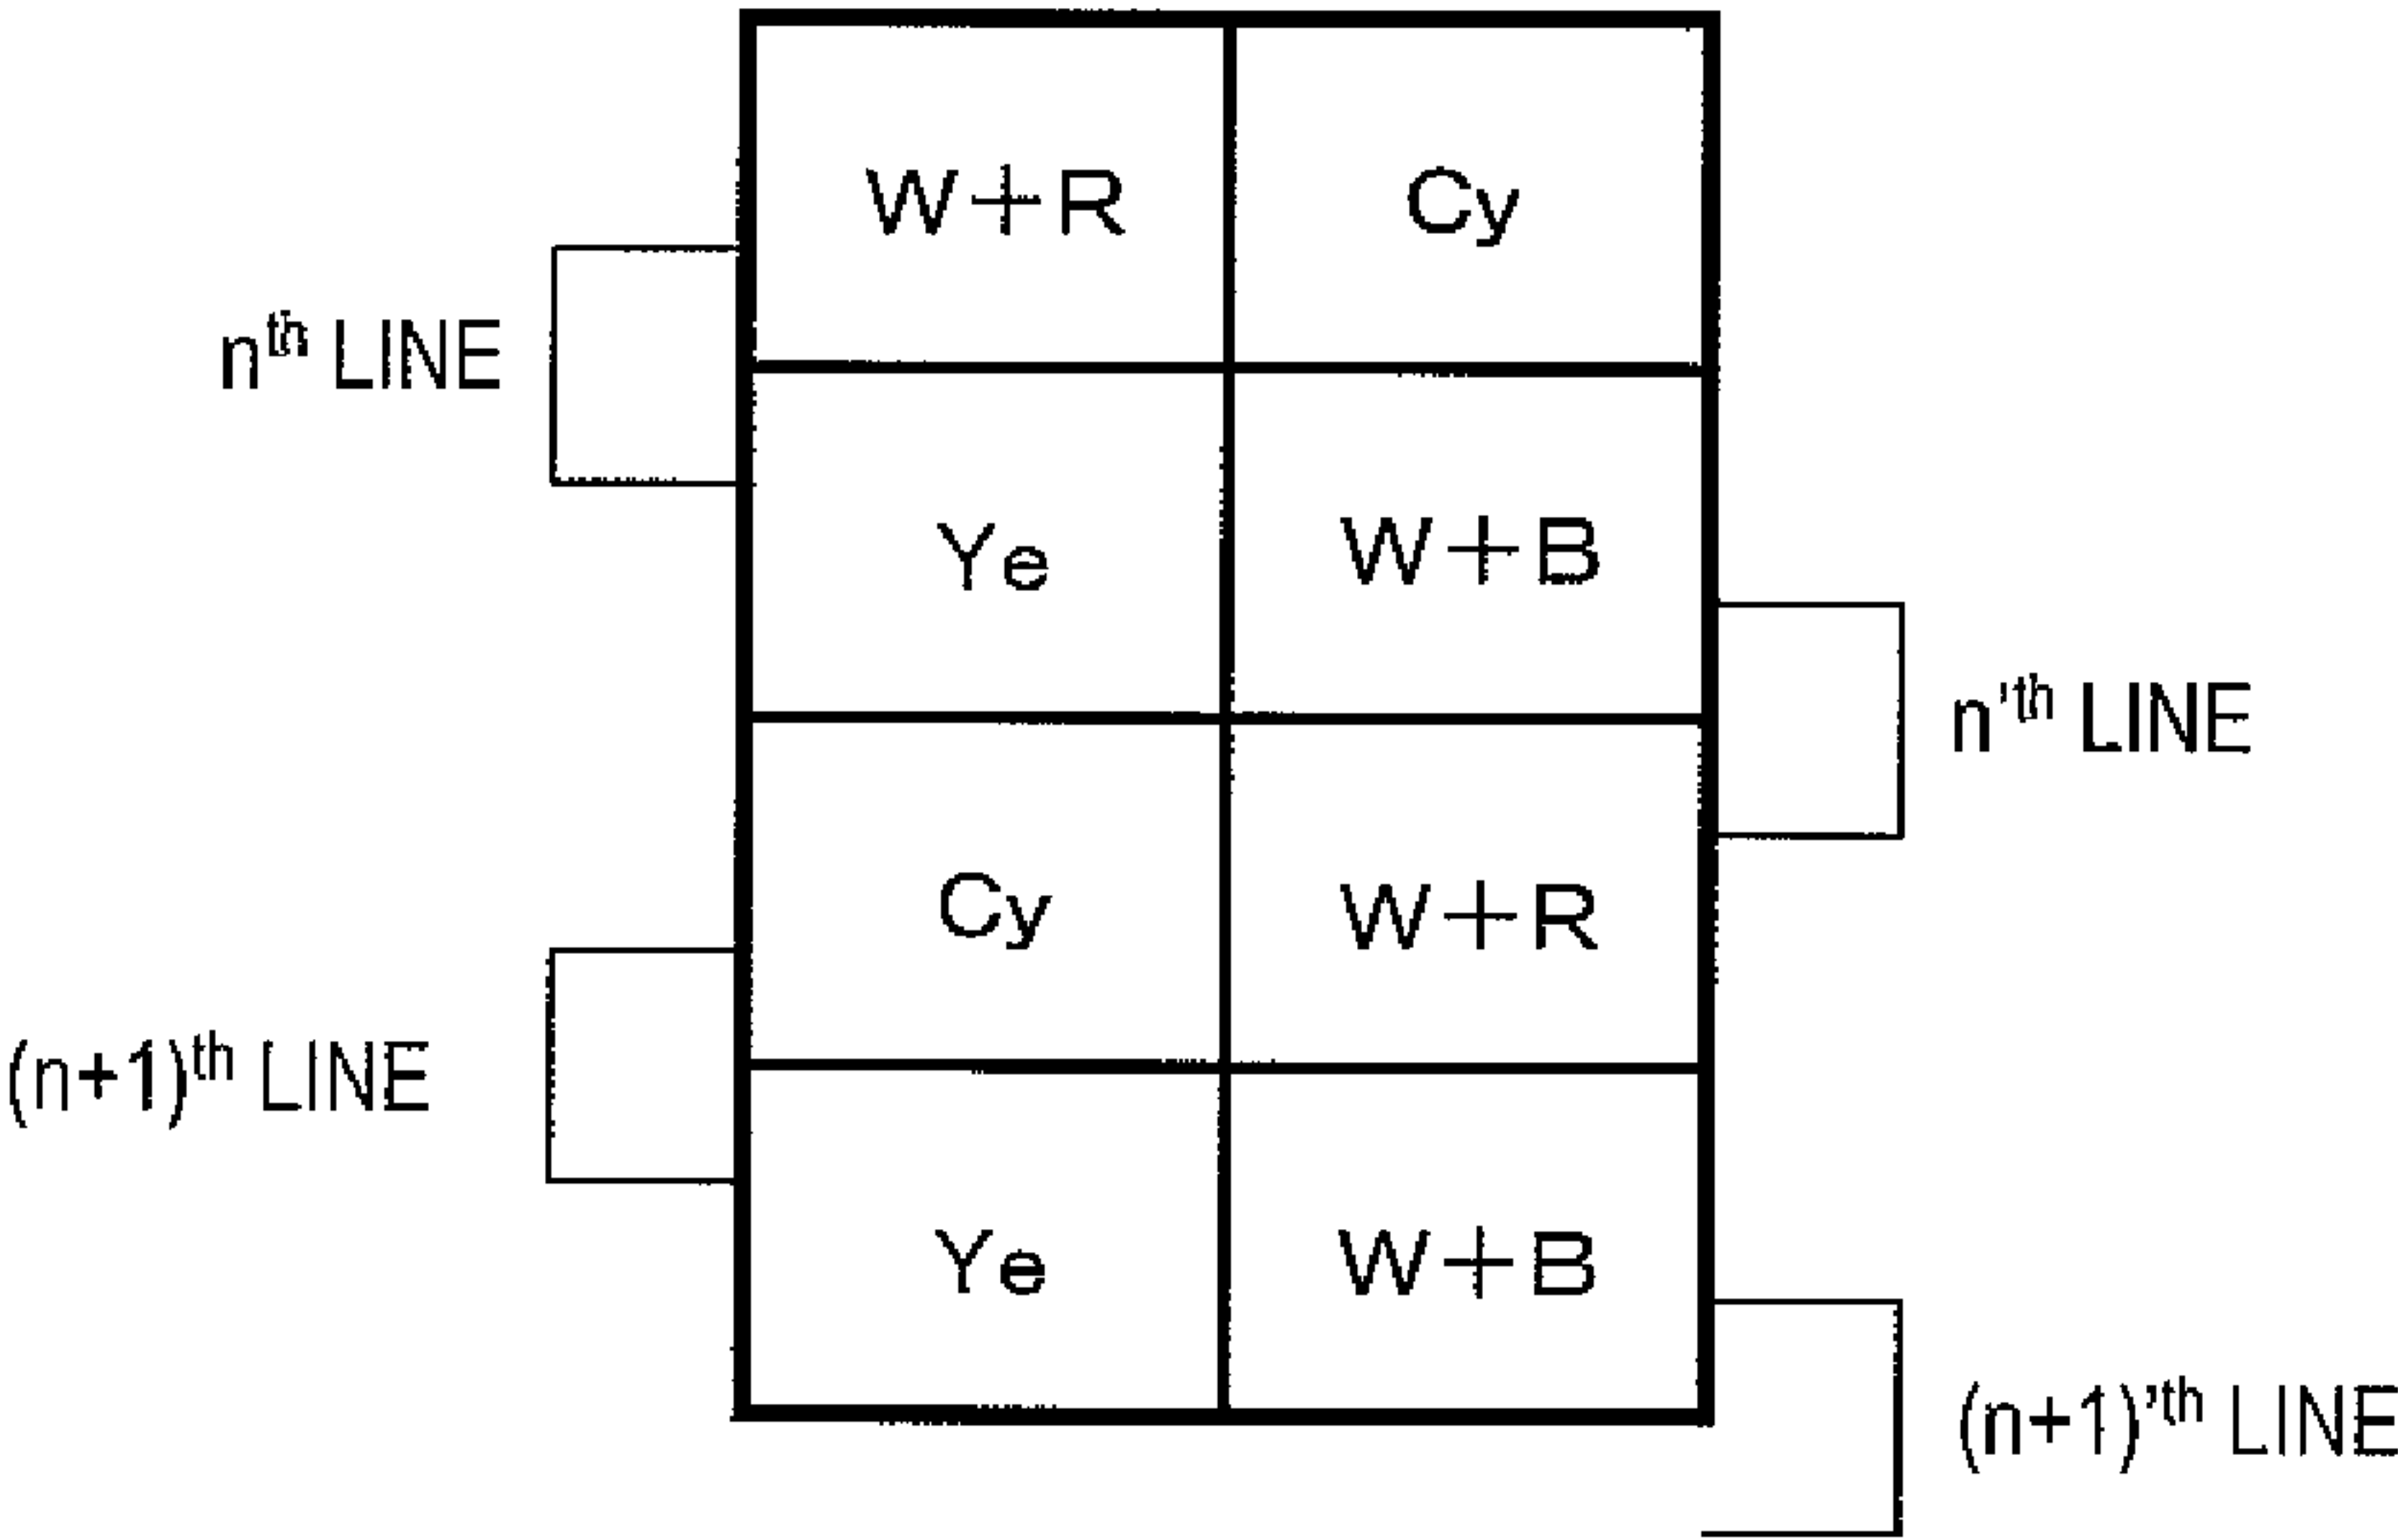 W+R Cy
nth LINE
Ye W+B
n'th LINE
Cy W+R
(n+1)th LINE
Ye W+B
(n+1)'th LINE